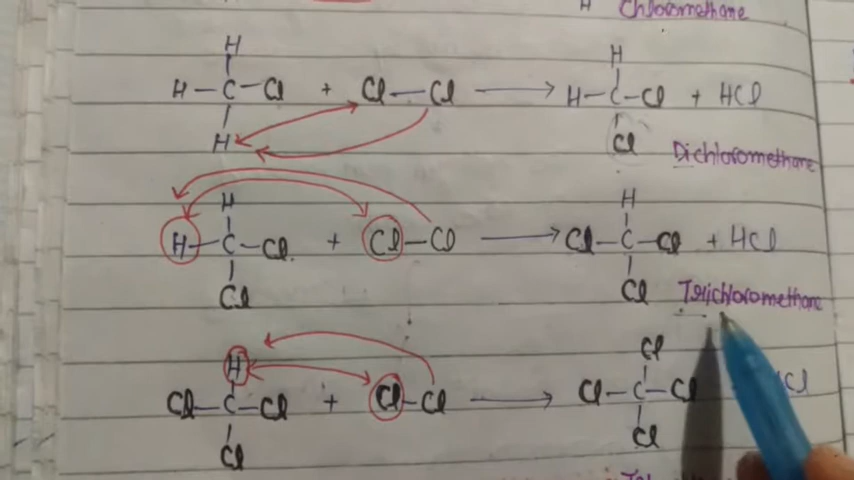 H Chloromethane
H
H
H–C–Cl + Cl–Cl ⟶ H–C–Cl + HCl
H Cl
Dichloromethane
H H
H–C–Cl + Cl–Cl ⟶ Cl–C–Cl + HCl
Cl Cl
Trichloromethane
H Cl
Cl–C–Cl + Cl–Cl ⟶ Cl–C–Cl Cl
Cl
Cl